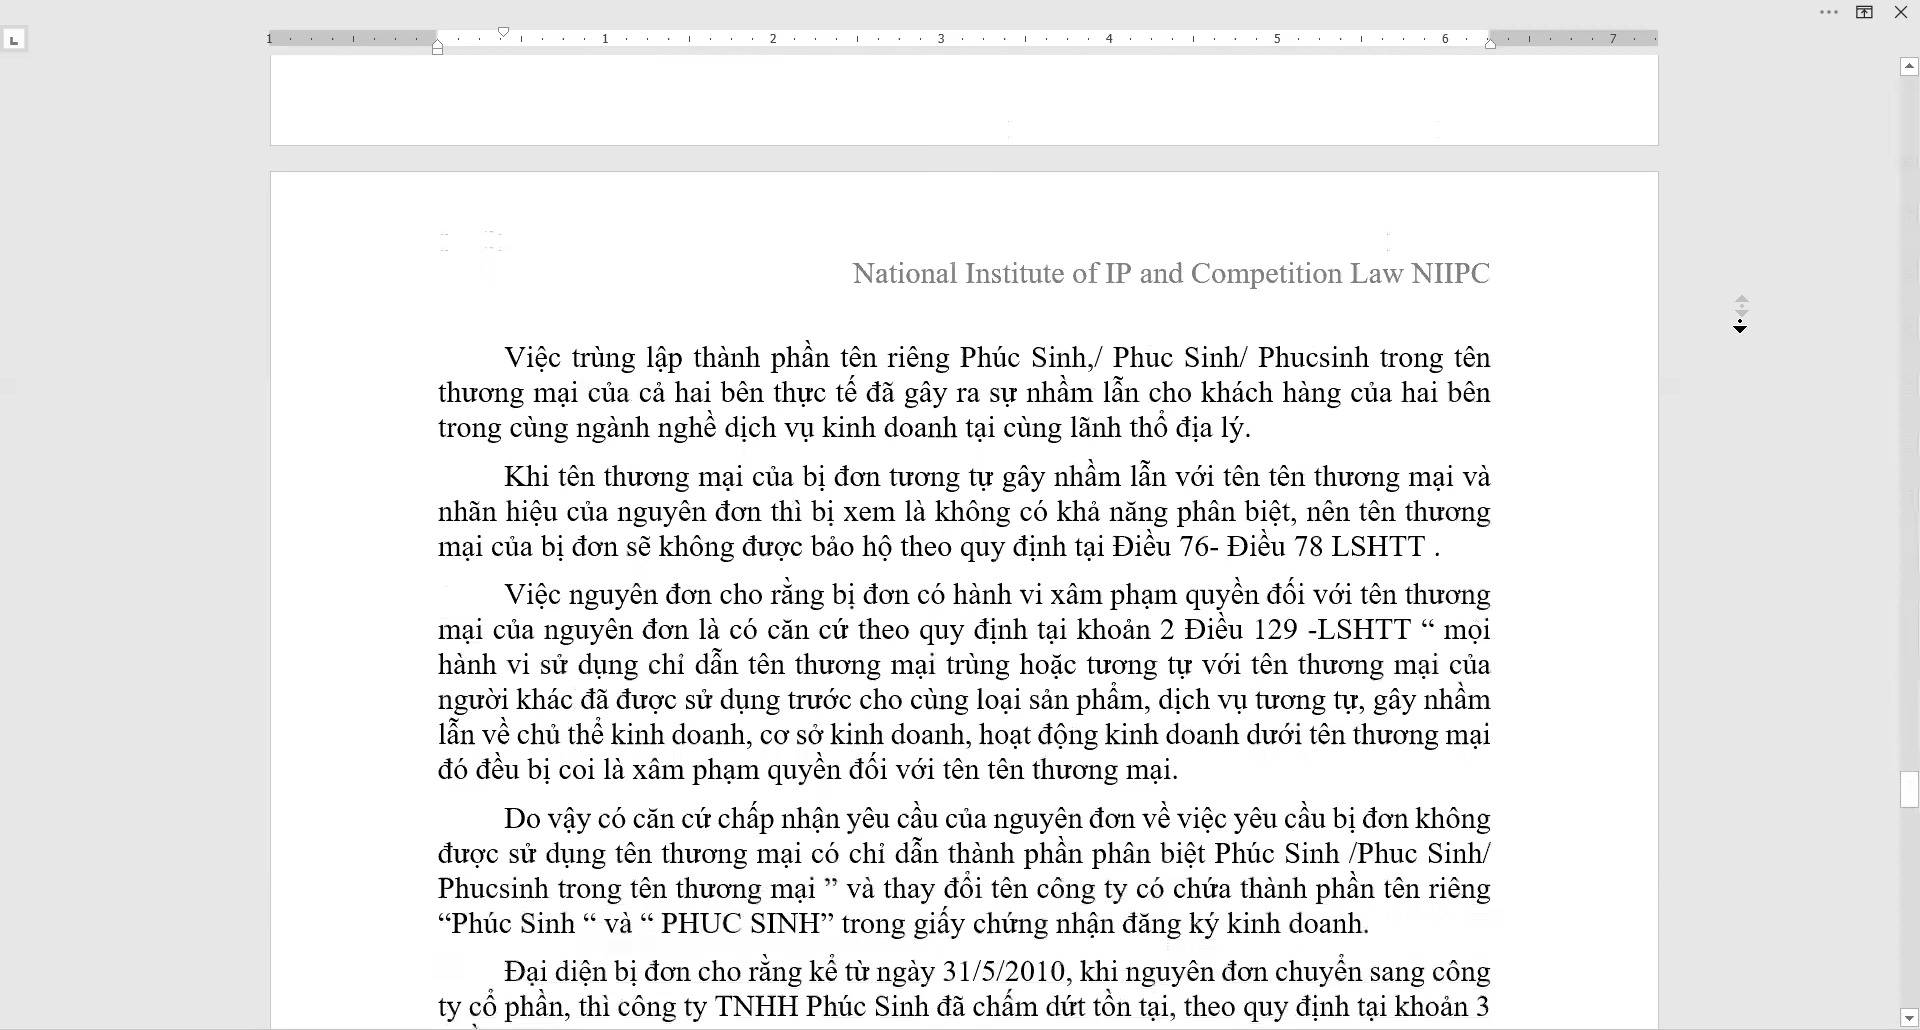 1 1 2 3 4 5 6 7
National Institute of IP and Competition Law NIIPC
Việc trùng lập thành phần tên riêng Phúc Sinh,/ Phuc Sinh/ Phucsinh trong tên
thương mại của cả hai bên thực tế đã gây ra sự nhầm lẫn cho khách hàng của hai bên
trong cùng ngành nghề dịch vụ kinh doanh tại cùng lãnh thổ địa lý.
Khi tên thương mại của bị đơn tương tự gây nhầm lẫn với tên tên thương mại và
nhãn hiệu của nguyên đơn thì bị xem là không có khả năng phân biệt, nên tên thương
mại của bị đơn sẽ không được bảo hộ theo quy định tại Điều 76- Điều 78 LSHTT .
Việc nguyên đơn cho rằng bị đơn có hành vi xâm phạm quyền đối với tên thương
mại của nguyên đơn là có căn cứ theo quy định tại khoản 2 Điều 129 -LSHTT “ mọi
hành vi sử dụng chỉ dẫn tên thương mại trùng hoặc tương tự với tên thương mại của
người khác đã được sử dụng trước cho cùng loại sản phẩm, dịch vụ tương tự, gây nhầm
lẫn về chủ thể kinh doanh, cơ sở kinh doanh, hoạt động kinh doanh dưới tên thương mại
đó đều bị coi là xâm phạm quyền đối với tên tên thương mại.
Do vậy có căn cứ chấp nhận yêu cầu của nguyên đơn về việc yêu cầu bị đơn không
được sử dụng tên thương mại có chỉ dẫn thành phần phân biệt Phúc Sinh /Phuc Sinh/
Phucsinh trong tên thương mại ” và thay đổi tên công ty có chứa thành phần tên riêng
“Phúc Sinh “ và “ PHUC SINH” trong giấy chứng nhận đăng ký kinh doanh.
Đại diện bị đơn cho rằng kể từ ngày 31/5/2010, khi nguyên đơn chuyển sang công
ty cổ phần, thì công ty TNHH Phúc Sinh đã chấm dứt tồn tại, theo quy định tại khoản 3